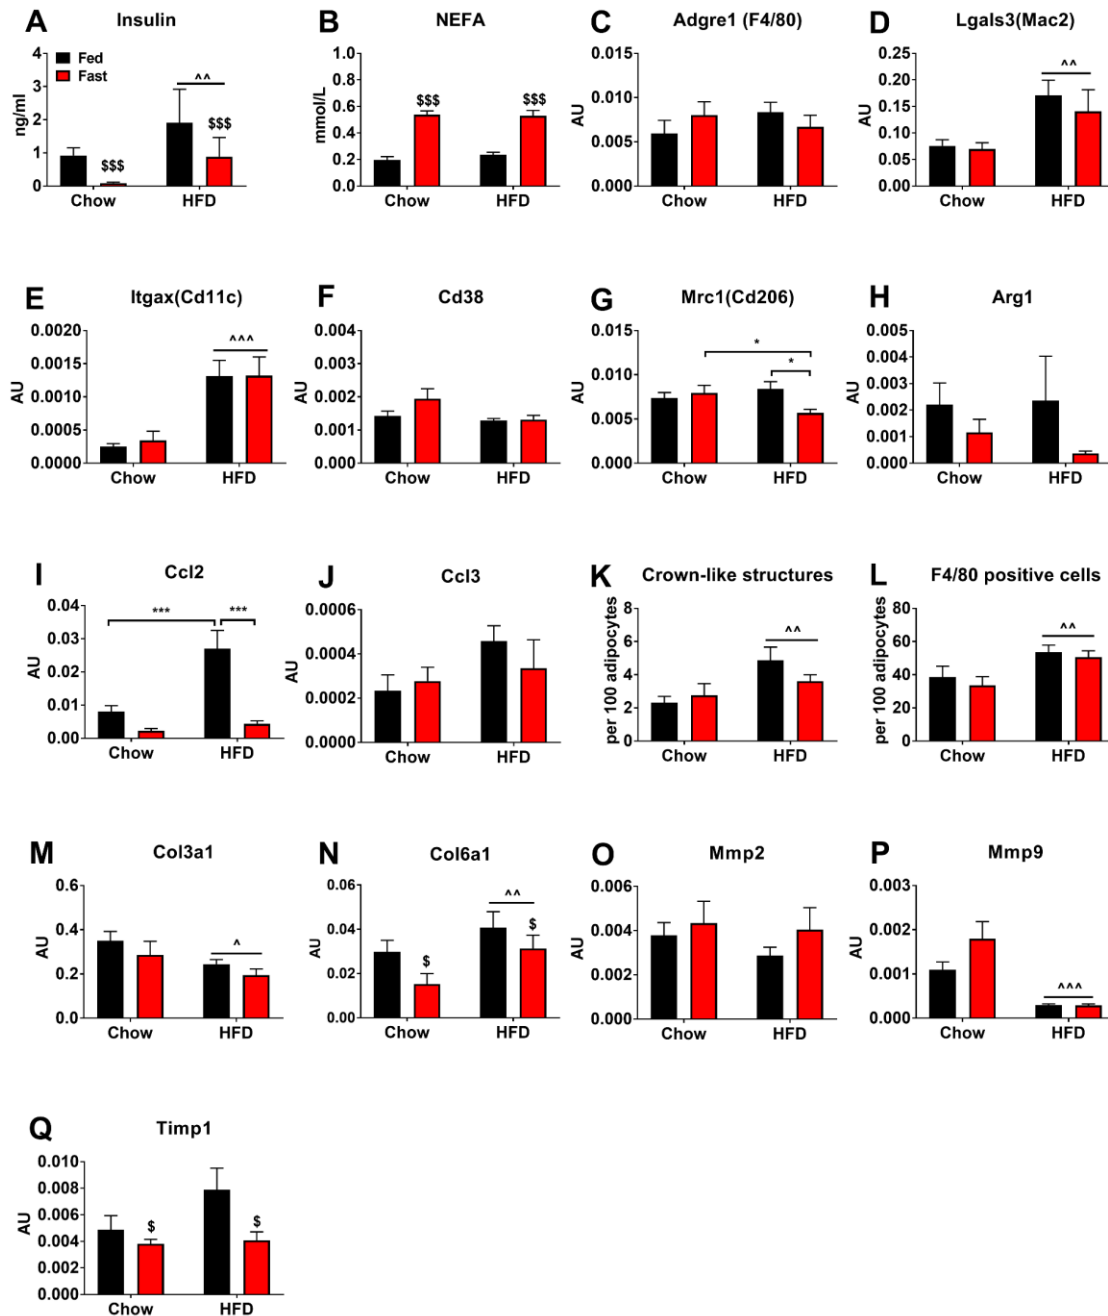 A Insulin
ng/ml
4
3
2
1
0
Fed
Fast
$$$
^^
$$$
Chow HFD
B NEFA
mmol/L
1.0
0.8
0.6
0.4
0.2
0.0
$$$ $$$
Chow HFD
C Adgre1 (F4/80)
AU
0.015
0.010
0.005
0.000
Chow HFD
D Lgals3(Mac2)
AU
0.25
0.20
0.15
0.10
0.05
0.00
^^
Chow HFD
E Itgax(Cd11c)
AU
0.0020
0.0015
0.0010
0.0005
0.0000
^^^
Chow HFD
F Cd38
AU
0.004
0.003
0.002
0.001
0.000
Chow HFD
G Mrc1(Cd206)
AU
0.015
0.010
0.005
0.000
*
*
Chow HFD
H Arg1
AU
0.005
0.004
0.003
0.002
0.001
0.000
Chow HFD
I Ccl2
AU
0.04
0.03
0.02
0.01
0.00
*** ***
Chow HFD
J Ccl3
AU
0.0006
0.0004
0.0002
0.0000
Chow HFD
K Crown-like structures
per 100 adipocytes
8
6
4
2
0
^^
Chow HFD
L F4/80 positive cells
per 100 adipocytes
80
60
40
20
0
^^
Chow HFD
M Col3a1
AU
0.6
0.4
0.2
0.0
^
Chow HFD
N Col6a1
AU
0.06
0.04
0.02
0.00
$
^^
$
Chow HFD
O Mmp2
AU
0.006
0.004
0.002
0.000
Chow HFD
P Mmp9
AU
0.003
0.002
0.001
0.000
^^^
Chow HFD
Q Timp1
AU
0.010
0.008
0.006
0.004
0.002
0.000
$ $
Chow HFD